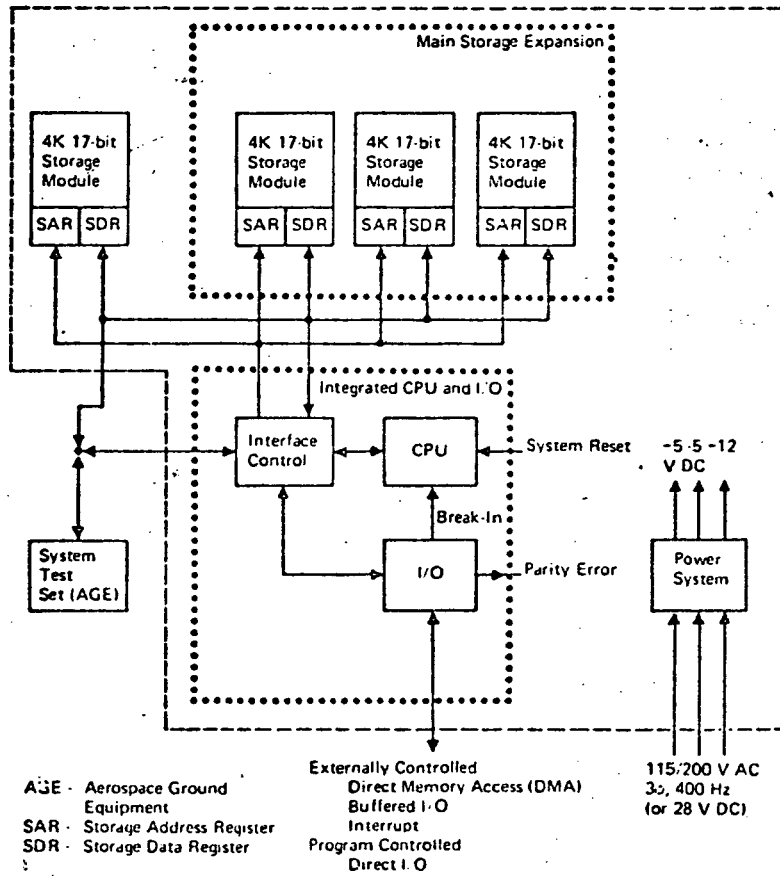 Main Storage Expansion
4K 17-bit
Storage
Module
SAR SDR
4K 17-bit
Storage
Module
SAR SDR
4K 17-bit
Storage
Module
SAR SDR
4K 17-bit
Storage
Module
SAR SDR
Integrated CPU and I/O
Interface
Control
CPU
System Reset
Break-In
I/O
Parity Error
System
Test
Set (AGE)
-5 -5 -12
V DC
Power
System
Externally Controlled
Direct Memory Access (DMA)
Buffered I/O
Interrupt
Program Controlled
Direct I/O
115/200 V AC
400 Hz
(or 28 V DC)
AGE - Aerospace Ground
Equipment
SAR - Storage Address Register
SDR - Storage Data Register